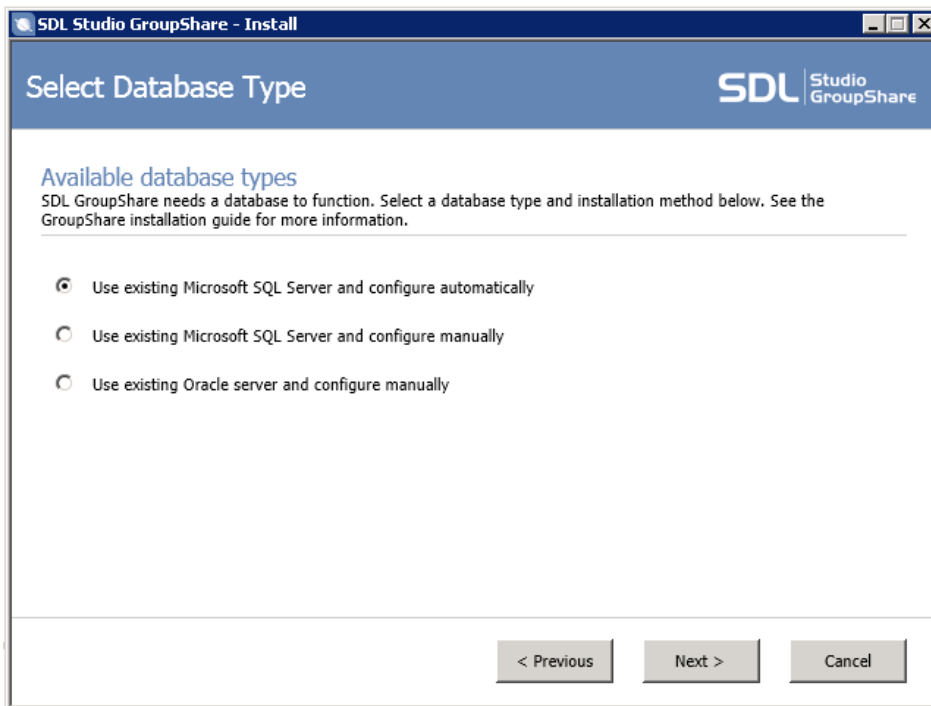 SDL Studio GroupShare - Install
Select Database Type
SDL Studio
GroupShare
Available database types
SDL GroupShare needs a database to function. Select a database type and installation method below. See the
GroupShare installation guide for more information.
Use existing Microsoft SQL Server and configure automatically
Use existing Microsoft SQL Server and configure manually
Use existing Oracle server and configure manually
< Previous
Next >
Cancel